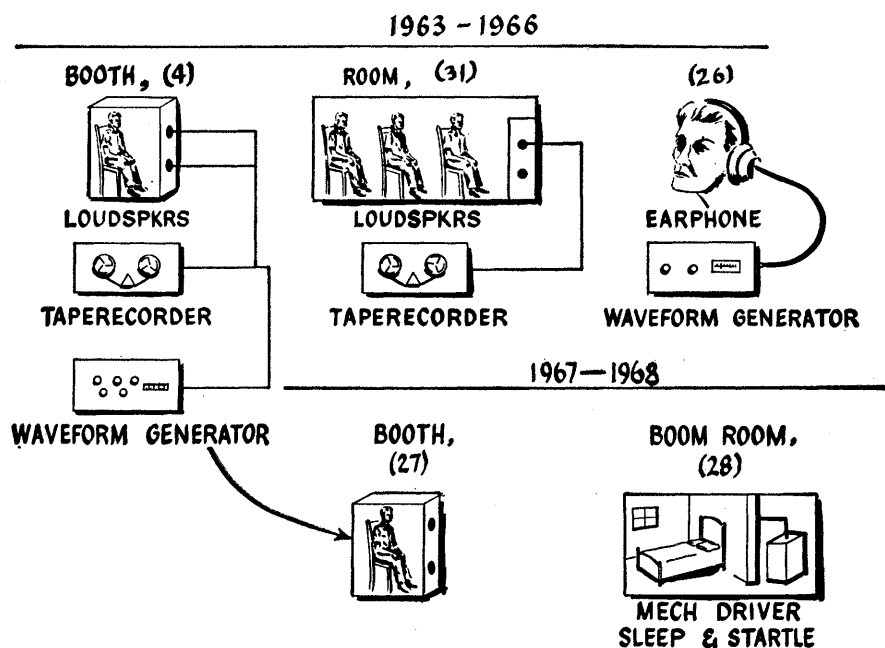 1963 - 1966
BOOTH, (4)
ROOM, (31)
(26)
LOUDSPKRS
LOUDSPKRS
EARPHONE
TAPERECORDER
TAPERECORDER
WAVEFORM GENERATOR
1967-1968
WAVEFORM GENERATOR
BOOTH,
(27)
BOOM ROOM,
(28)
MECH DRIVER
SLEEP & STARTLE